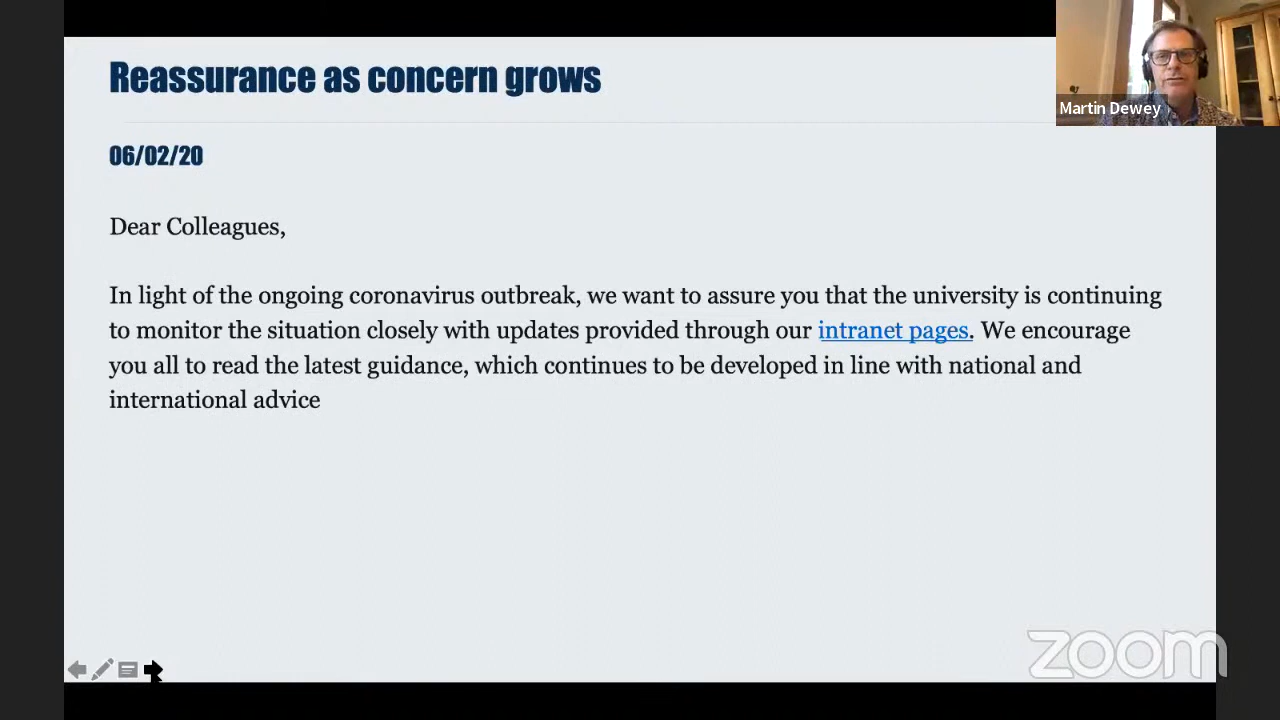 Reassurance as concern grows
Martin Dewey
06/02/20
Dear Colleagues,
In light of the ongoing coronavirus outbreak, we want to assure you that the university is continuing
to monitor the situation closely with updates provided through our intranet pages. We encourage
you all to read the latest guidance, which continues to be developed in line with national and
international advice
zoom